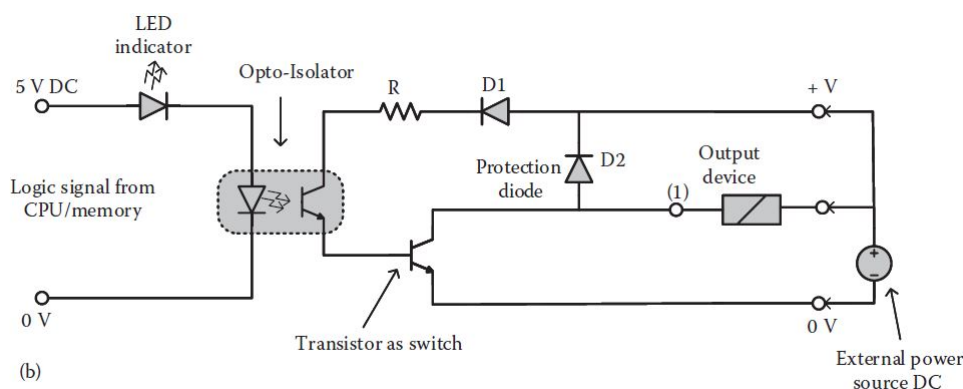 LED
indicator
5 V DC
Opto-Isolator
R
D1
+ V
Logic signal from
CPU/memory
Protection
diode
D2
Output
device
(1)
+
–
0 V
Transistor as switch
0 V
External power
source DC
(b)